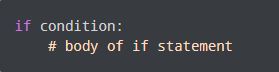 if condition:
    # body of if statement